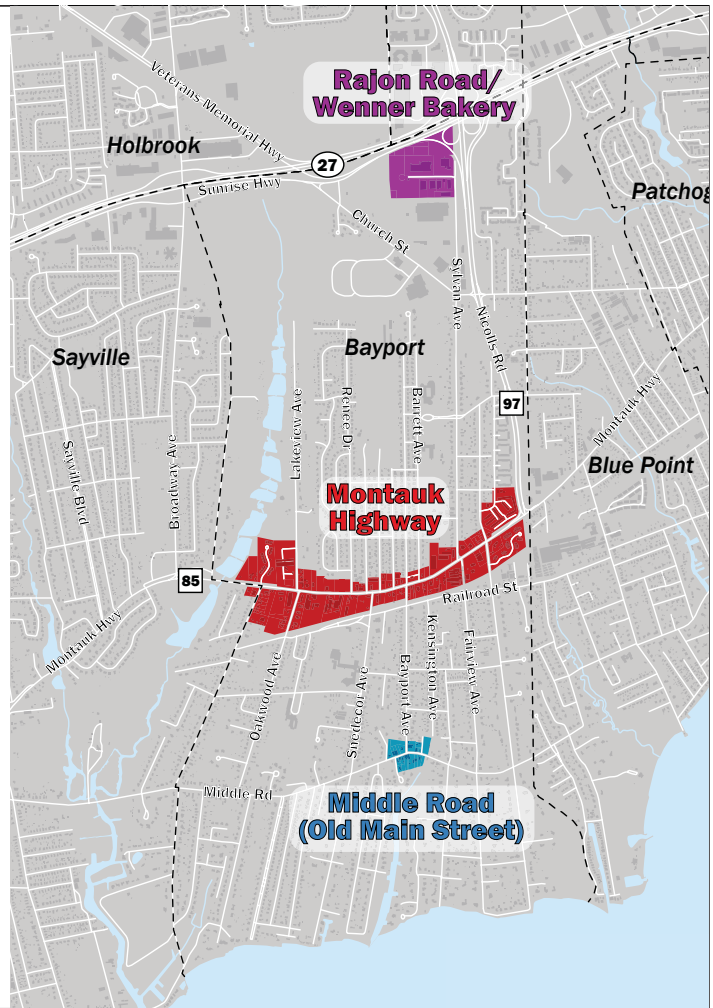 Rajon Road/
Wenner Bakery
Veterans Memorial Hwy
Holbrook
27
Sunrise Hwy
Patchog
Church St
Sylvan Ave
Nicolls Rd
Sayville
Bayport
97
Montauk Hwy
Lakeview Ave
Renee Dr
Barrett Ave
Sayville Blvd
Broadway Ave
Blue Point
Montauk
Highway
85
Railroad St
Montauk Hwy
Oakwood Ave
Snedecor Ave
Bayport Ave
Kensington Ave
Fairview Ave
Middle Rd
Middle Road
(Old Main Street)